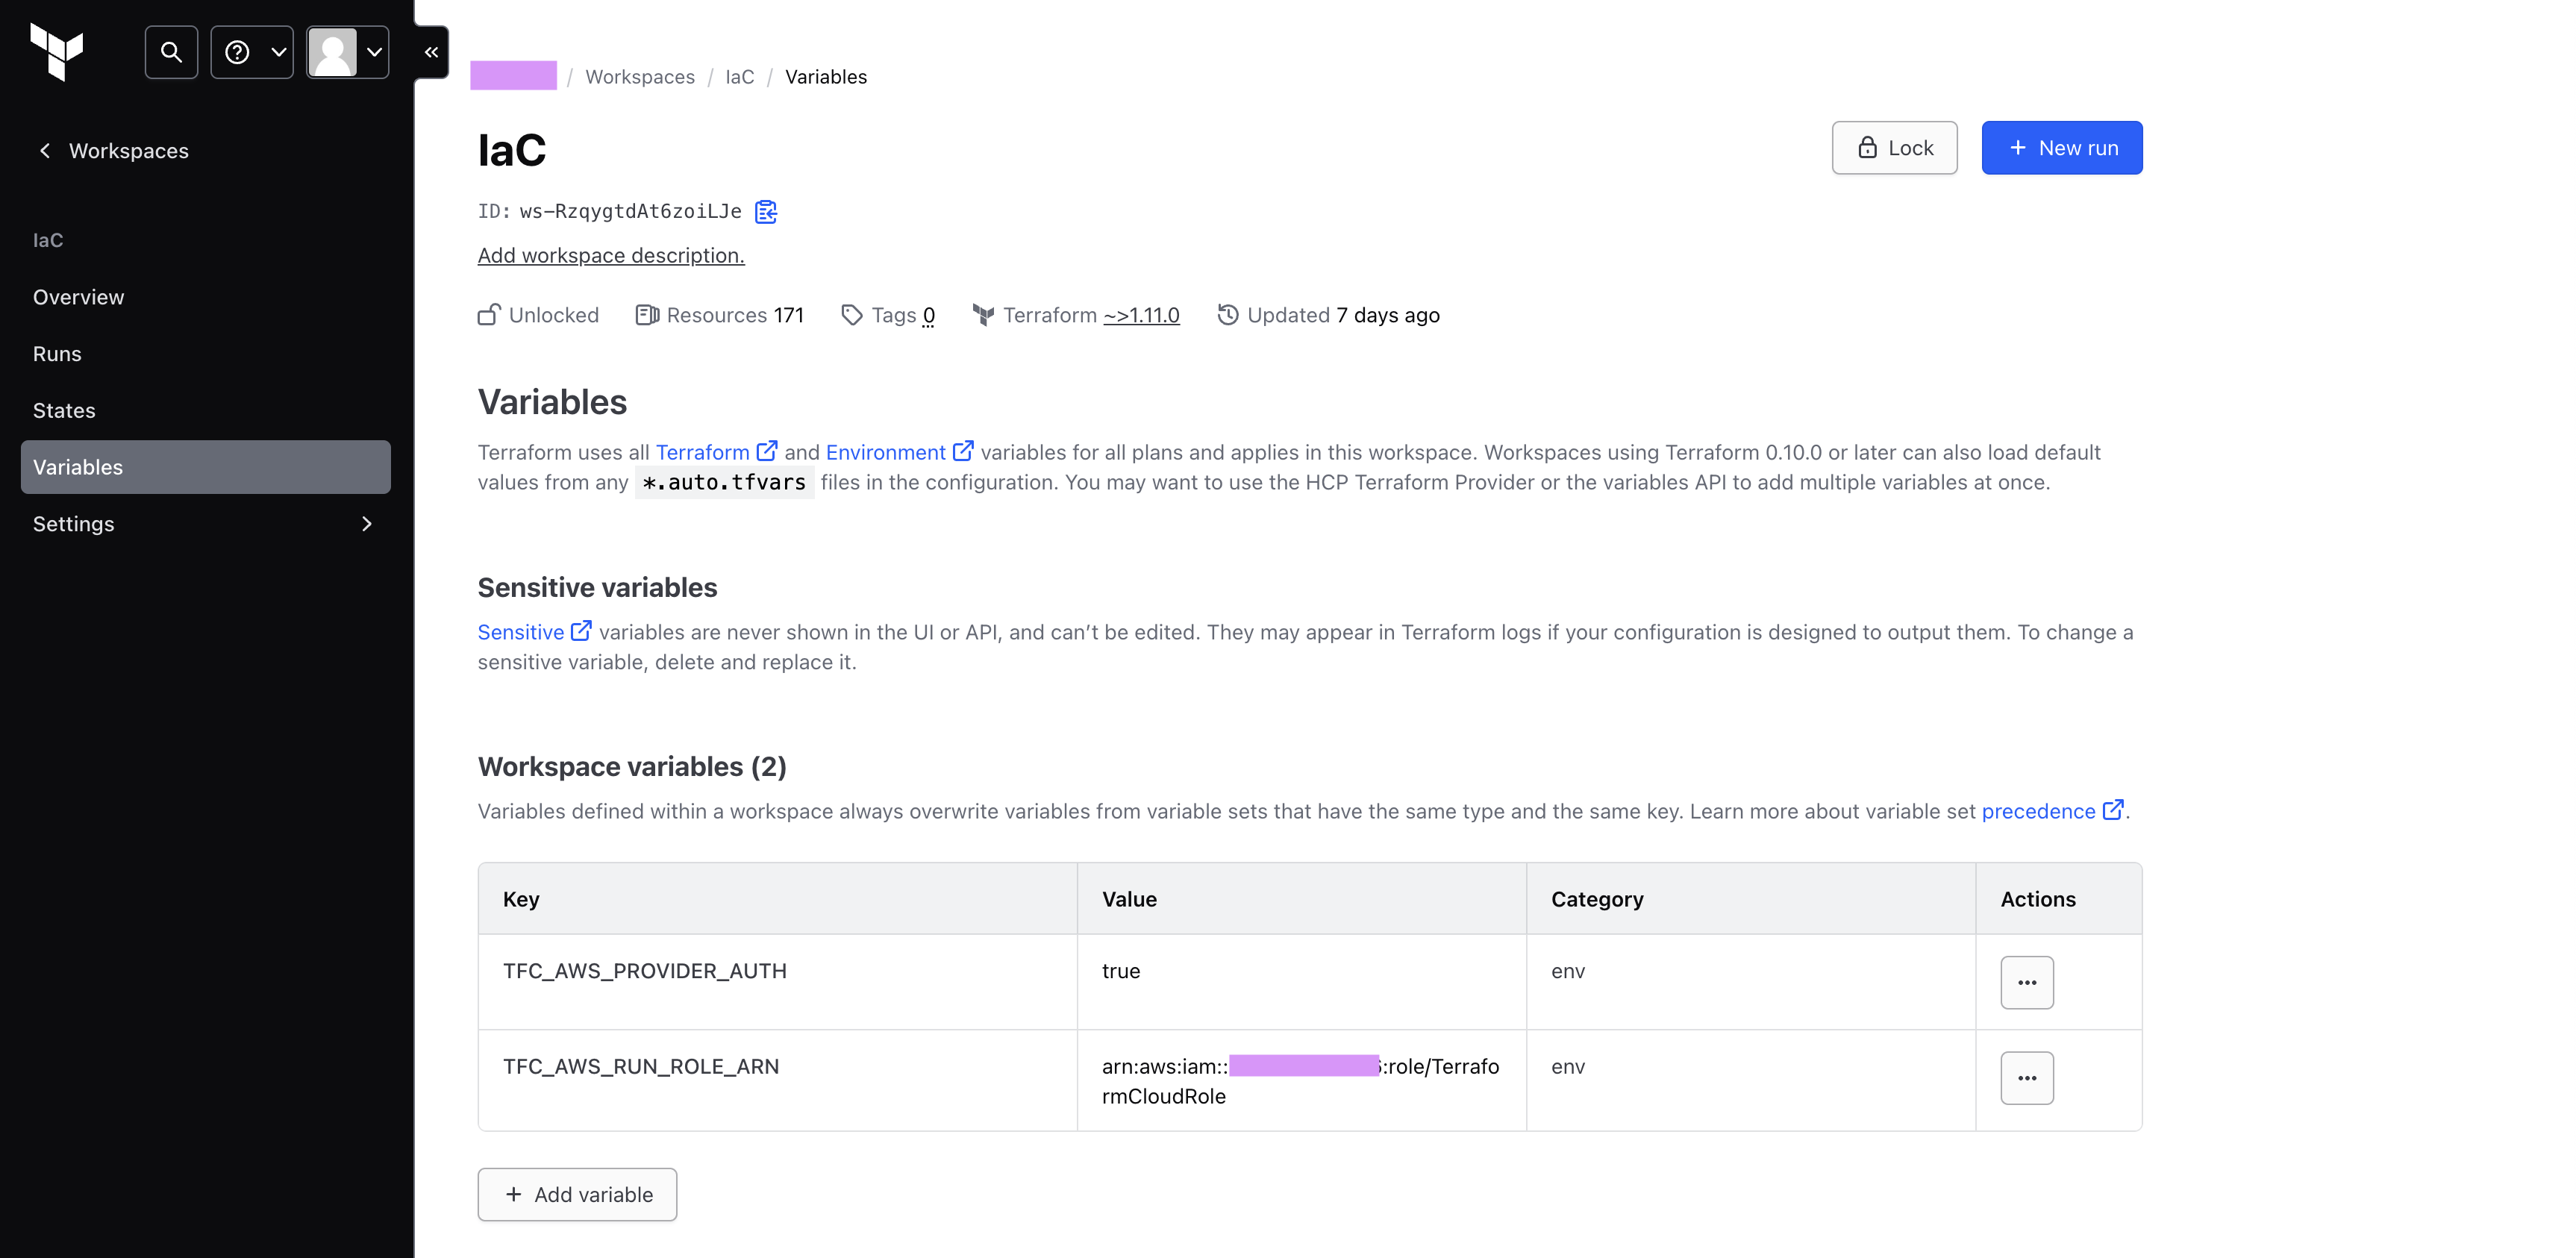 / Workspaces / IaC / Variables
Workspaces
IaC
Overview
Runs
States
Variables
Settings
IaC
Lock
+ New run
ID: ws-RzqygtdAt6zoiLJe
Add workspace description.
Unlocked Resources 171 Tags 0 Terraform ~>1.11.0 Updated 7 days ago
Variables
Terraform uses all Terraform and Environment variables for all plans and applies in this workspace. Workspaces using Terraform 0.10.0 or later can also load default
values from any *.auto.tfvars files in the configuration. You may want to use the HCP Terraform Provider or the variables API to add multiple variables at once.
Sensitive variables
Sensitive variables are never shown in the UI or API, and can’t be edited. They may appear in Terraform logs if your configuration is designed to output them. To change a
sensitive variable, delete and replace it.
Workspace variables (2)
Variables defined within a workspace always overwrite variables from variable sets that have the same type and the same key. Learn more about variable set precedence .
Key Value Category Actions
TFC_AWS_PROVIDER_AUTH true env
TFC_AWS_RUN_ROLE_ARN arn:aws:iam:: :role/Terrafo env
rmCloudRole
+ Add variable